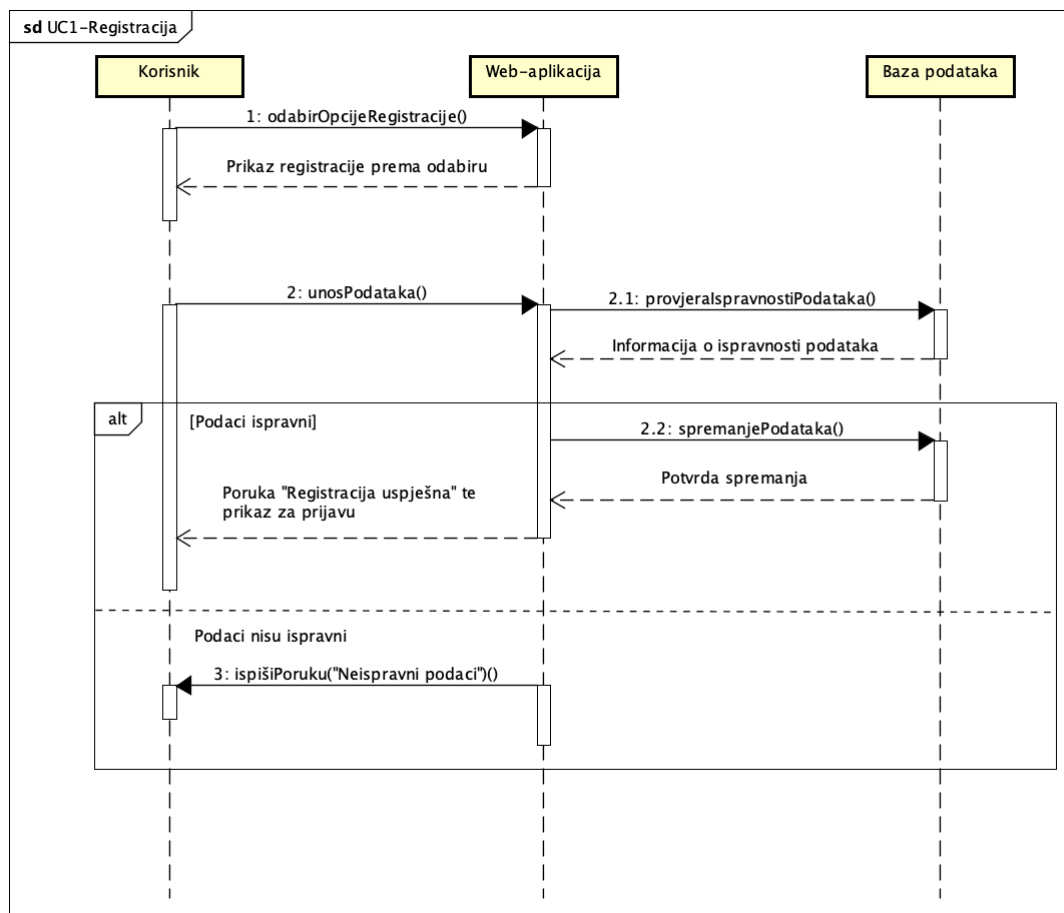 sd UC1-Registracija
Korisnik
Web-aplikacija
Baza podataka
1: odabirOpcijeRegistracije()
Prikaz registracije prema odabiru
2: unosPodataka()
2.1: provjeraIspravnostiPodataka()
Informacija o ispravnosti podataka
alt
[Podaci ispravni]
2.2: spremanjePodataka()
Potvrda spremanja
Poruka "Registracija uspješna" te
prikaz za prijavu
Podaci nisu ispravni
3: ispišiPoruku("Neispravni podaci")()